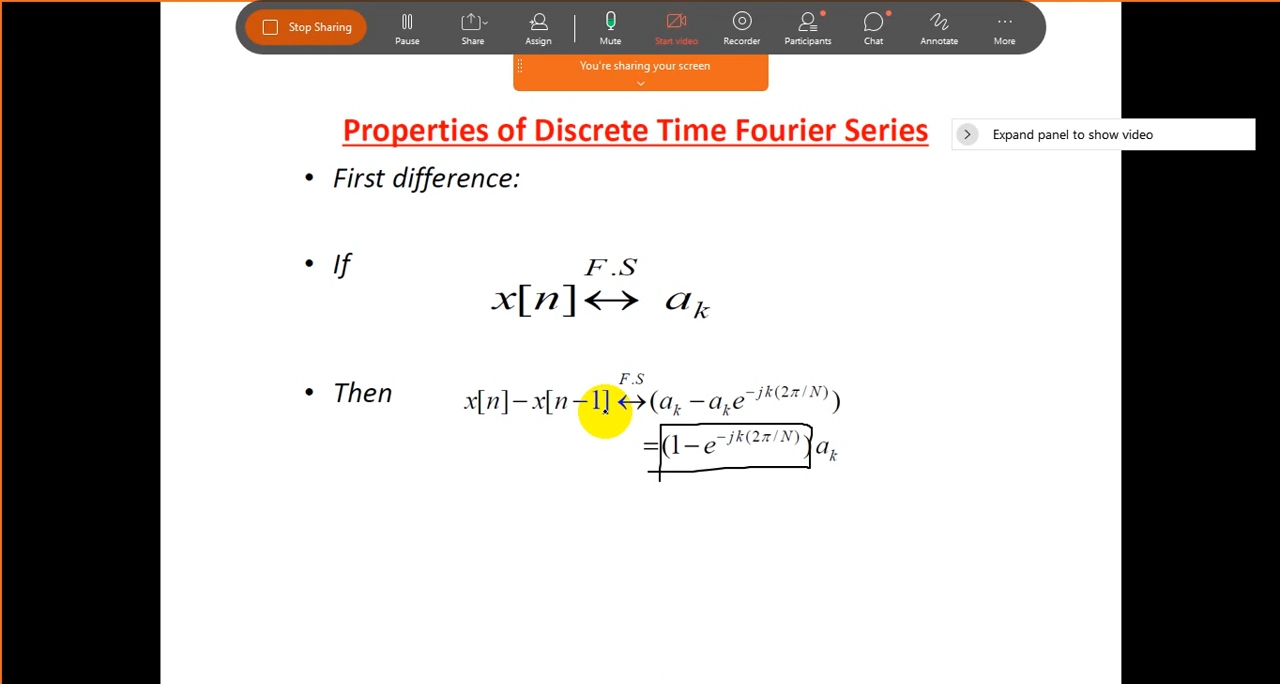 Stop Sharing
Pause Share Assign Mute Start video Recorder Participants Chat Annotate More
You're sharing your screen
Properties of Discrete Time Fourier Series
Expand panel to show video
• First difference:
• If
F.S
x[n]↔ a_k
• Then x[n]−x[n−1] F.S ↔(a_k − a_k e^{−jk(2π/N)})
=(1−e^{−jk(2π/N)})a_k